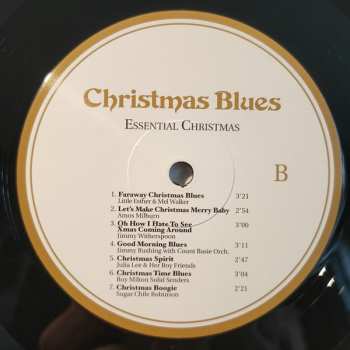 Christmas Blues
ESSENTIAL CHRISTMAS
B
1. Faraway Christmas Blues 3'21
Little Esther & Mel Walker
2. Let's Make Christmas Merry Baby 2'54
Amos Milburn
3. Oh How I Hate To See
Xmas Coming Around 3'00
Jimmy Witherspoon
4. Good Morning Blues 3'11
Jimmy Rushing with Count Basie Orch.
5. Christmas Spirit 2'47
Julia Lee & Her Boy Friends
6. Christmas Time Blues 3'04
Roy Milton Solid Senders
7. Christmas Boogie 2'21
Sugar Chile Robinson